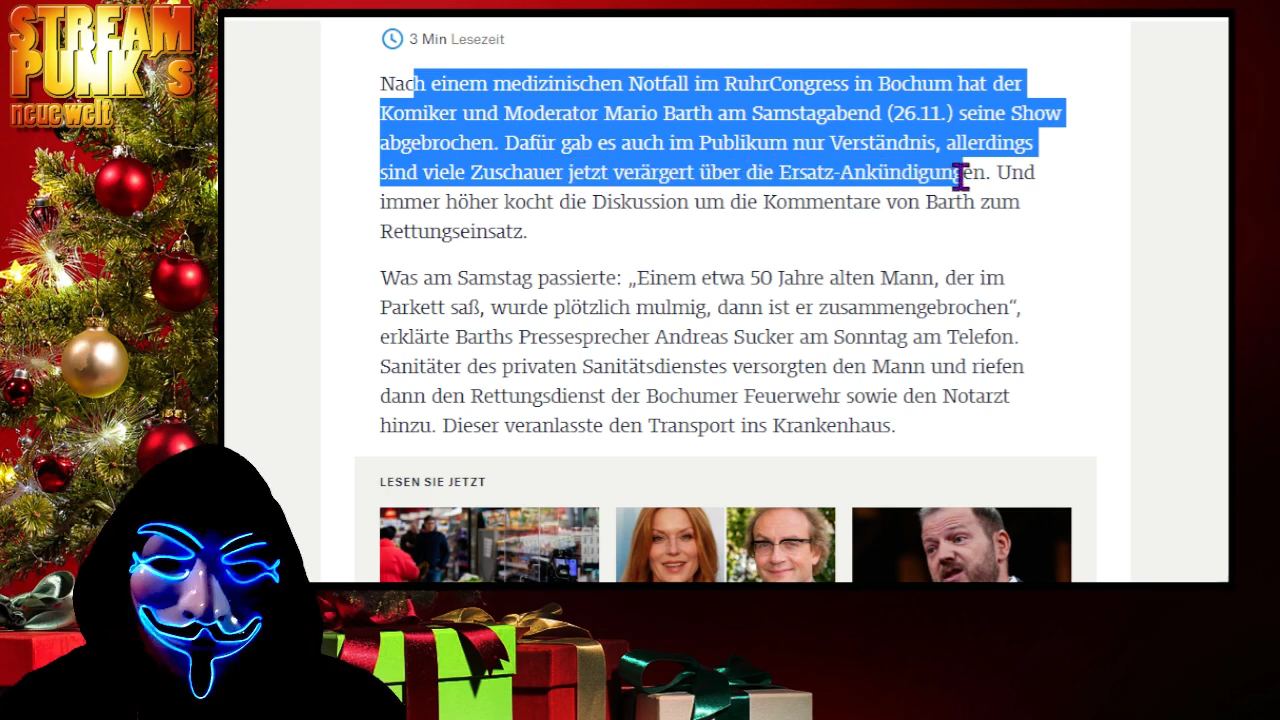 STREAM
PUNK´s
neue welt
3 Min Lesezeit
Nach einem medizinischen Notfall im RuhrCongress in Bochum hat der
Komiker und Moderator Mario Barth am Samstagabend (26.11.) seine Show
abgebrochen. Dafür gab es auch im Publikum nur Verständnis, allerdings
sind viele Zuschauer jetzt verärgert über die Ersatz-Ankündigungen. Und
immer höher kocht die Diskussion um die Kommentare von Barth zum
Rettungseinsatz.
Was am Samstag passierte: „Einem etwa 50 Jahre alten Mann, der im
Parkett saß, wurde plötzlich mulmig, dann ist er zusammengebrochen“,
erklärte Barths Pressesprecher Andreas Sucker am Sonntag am Telefon.
Sanitäter des privaten Sanitätsdienstes versorgten den Mann und riefen
dann den Rettungsdienst der Bochumer Feuerwehr sowie den Notarzt
hinzu. Dieser veranlasste den Transport ins Krankenhaus.
LESEN SIE JETZT